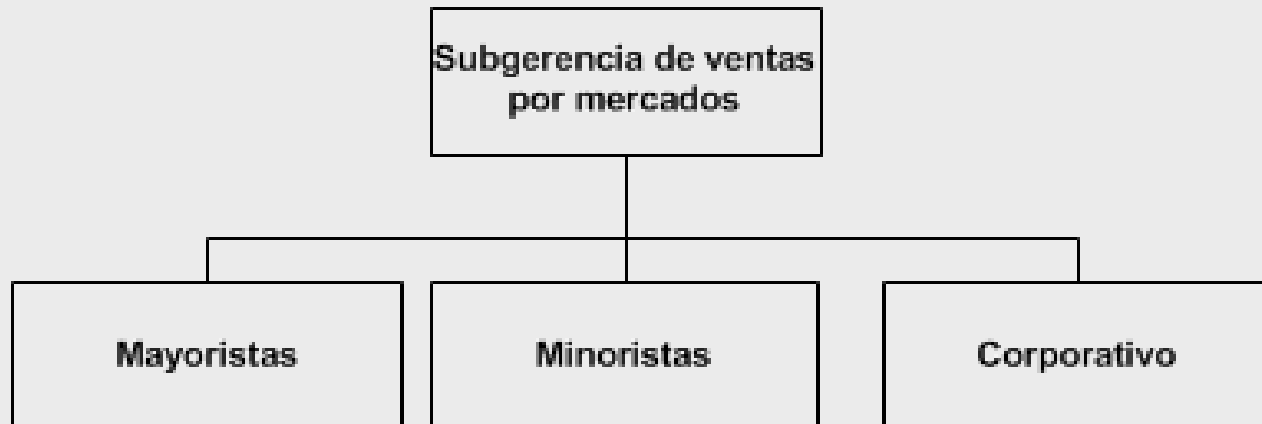 Subgerencia de ventas
por mercados
Mayoristas
Minoristas
Corporativo